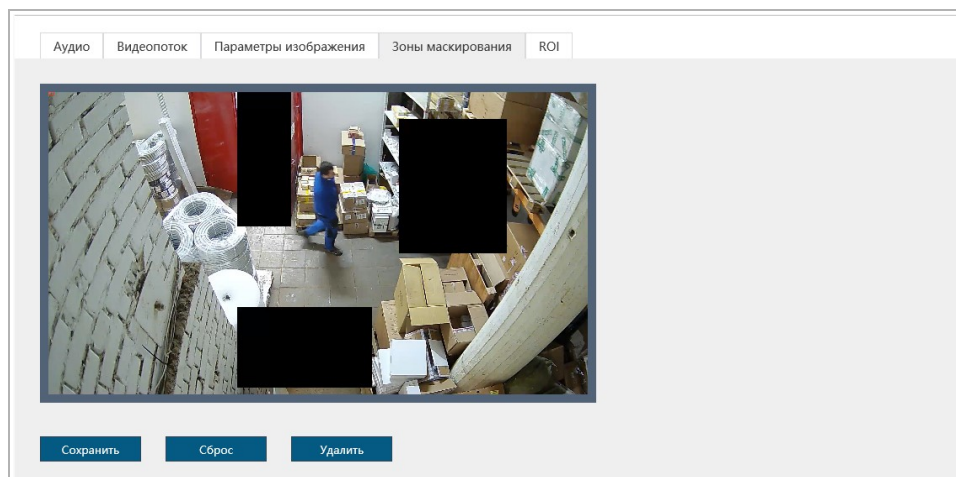 Аудио
Видеопоток
Параметры изображения
Зоны маскирования
ROI
Сохранить
Сброс
Удалить